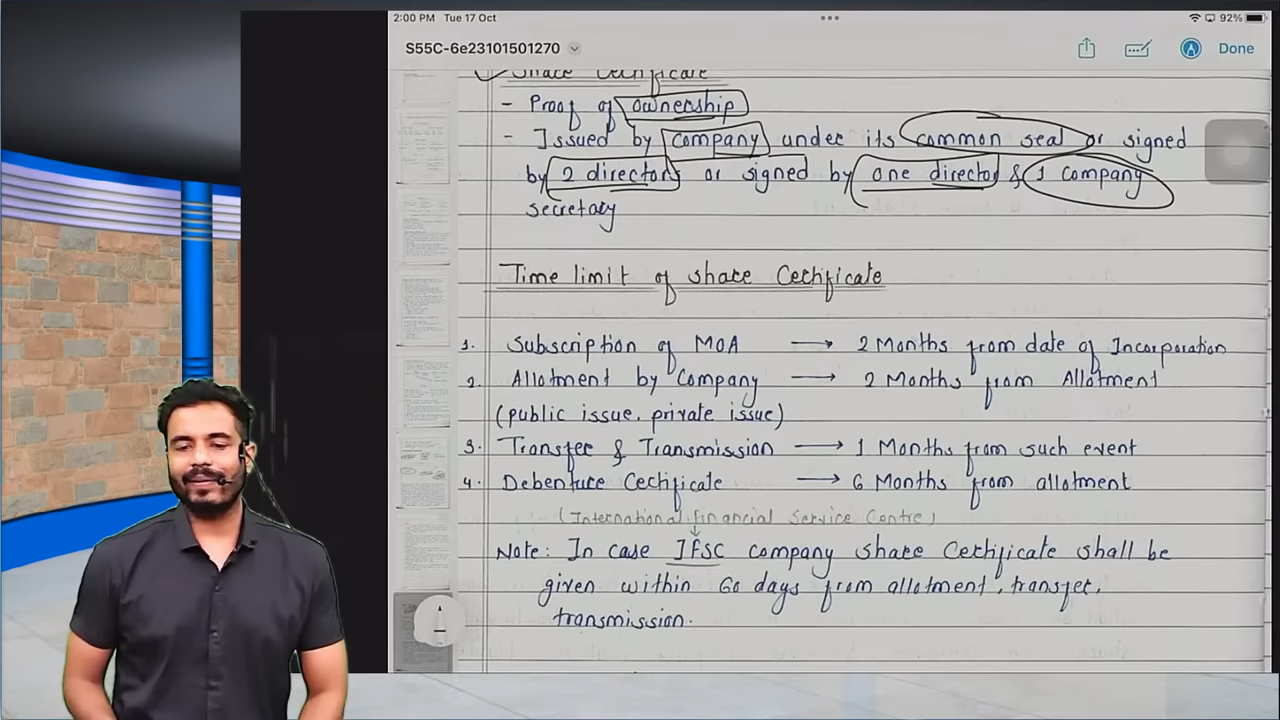 2:00 PM Tue 17 Oct
92%
S55C-6e23101501270
Done
Share Certificate
- Proof of ownership
- Issued by company under its common seal or signed
by 2 directors or signed by one director & 1 company
secretary
Time limit of share Certificate
1. Subscription of MOA → 2 Months from date of Incorporation
2. Allotment by Company → 2 Months from Allotment
(public issue, private issue)
3. Transfer & Transmission → 1 Months from such event
4. Debenture Certificate → 6 Months from allotment
(International financial Service Centre)
Note: In case IFSC company share Certificate shall be
given within 60 days from allotment, transfer,
transmission.